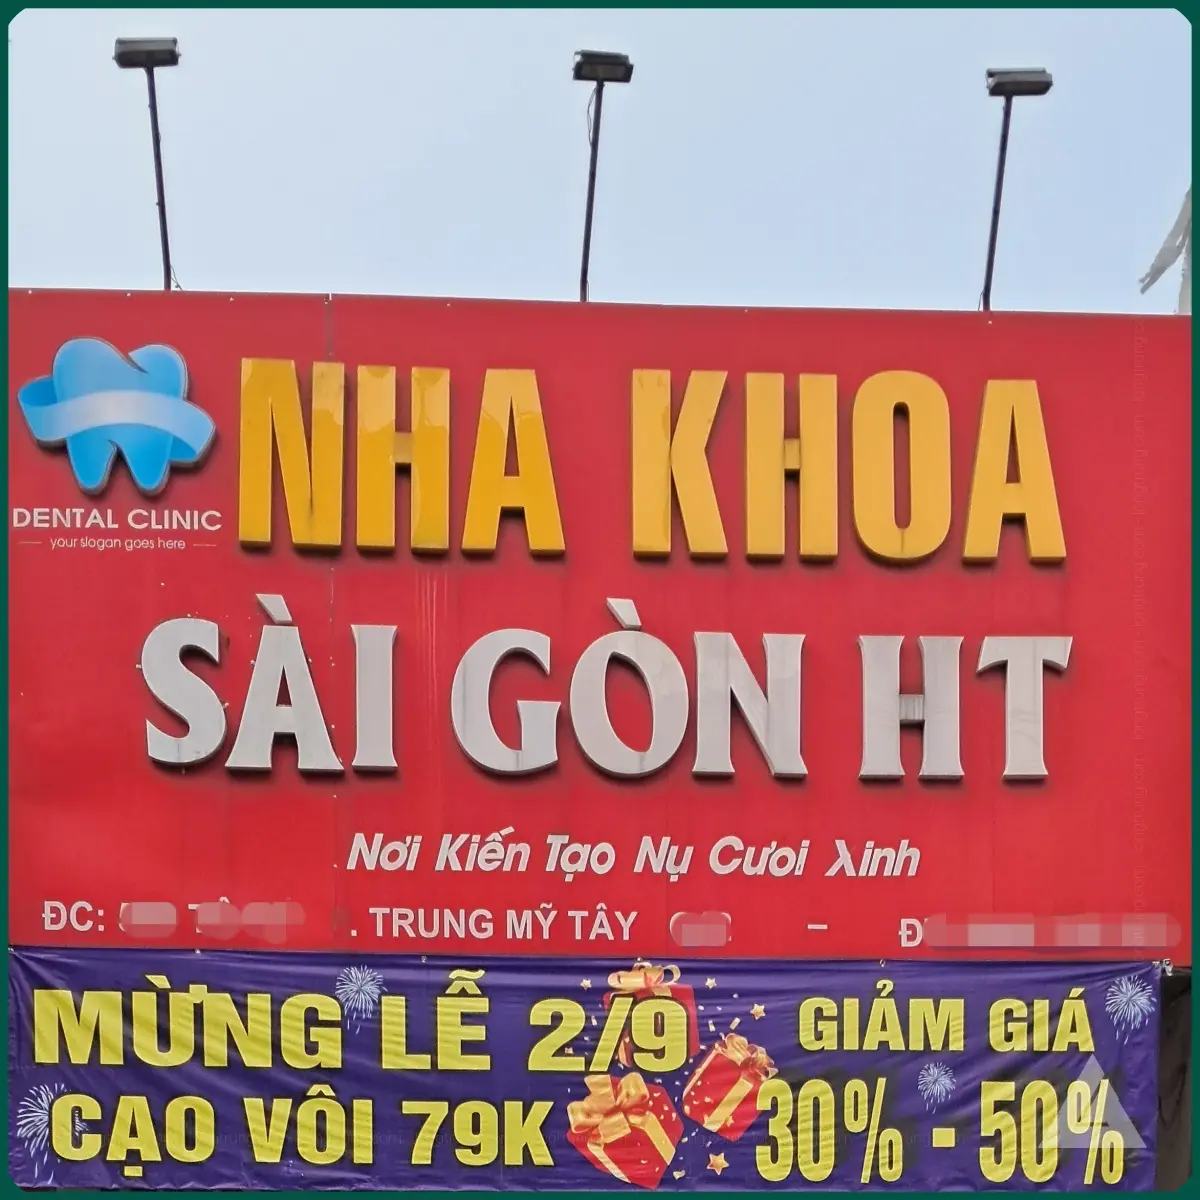 NHA KHOA
DENTAL CLINIC
your slogan goes here
SÀI GÒN HT
Nơi Kiến Tạo Nụ Cười Xinh
ĐC: . TRUNG MỸ TÂY –
MỪNG LỄ 2/9
CẠO VÔI 79K
GIẢM GIÁ
30% - 50%